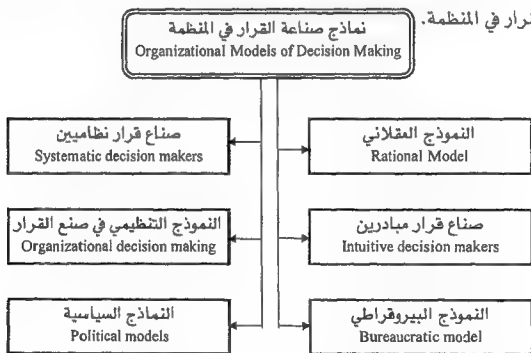 قرار في المنظمة.
نماذج صناعة القرار في المنظمة
Organizational Models of Decision Making
النموذج العقلاني
Rational Model
صناع قرار نظاميين
Systematic decision makers
صناع قرار مبادرين
Intuitive decision makers
النموذج التنظيمي في صنع القرار
Organizational decision making
النموذج البيروقراطي
Bureaucratic model
النماذج السياسية
Political models